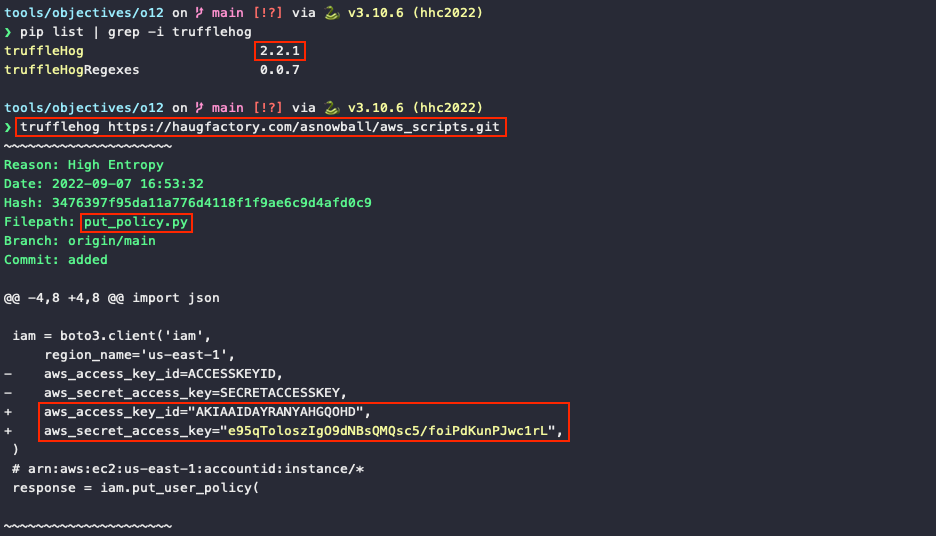 tools/objectives/o12 on main [!?] via v3.10.6 (hhc2022)
❯ pip list | grep -i trufflehog
truffleHog 2.2.1
truffleHogRegexes 0.0.7
tools/objectives/o12 on main [!?] via v3.10.6 (hhc2022)
❯ trufflehog https://haugfactory.com/asnowball/aws_scripts.git
~~~~~~~~~~~~~~~~~~~~~
Reason: High Entropy
Date: 2022-09-07 16:53:32
Hash: 3476397f95da11a776d4118f1f9ae6c9d4afd0c9
Filepath: put_policy.py
Branch: origin/main
Commit: added
@@ -4,8 +4,8 @@ import json
iam = boto3.client('iam',
region_name='us-east-1',
- aws_access_key_id=ACCESSKEYID,
- aws_secret_access_key=SECRETACCESSKEY,
+ aws_access_key_id="AKIAAIDAYRANYAHGQOHD",
+ aws_secret_access_key="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",
)
# arn:aws:ec2:us-east-1:accountid:instance/*
response = iam.put_user_policy(
~~~~~~~~~~~~~~~~~~~~~